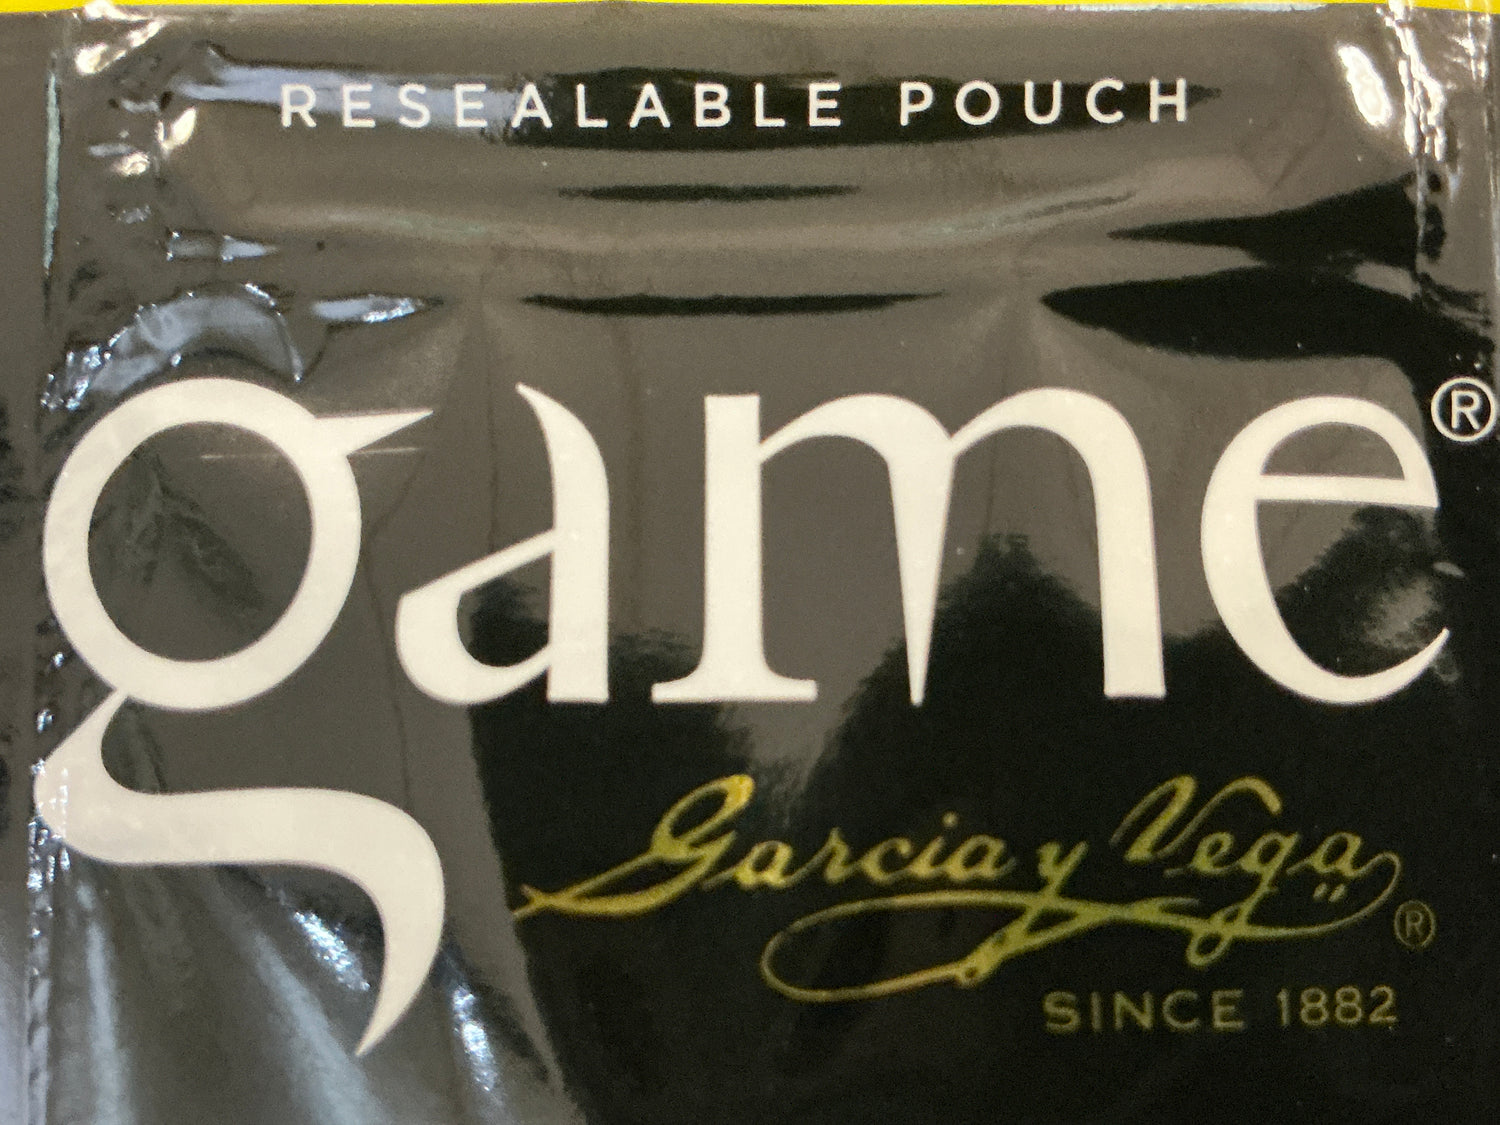 RESEALABLE POUCH
game®
Garcia y Vega®
SINCE 1882